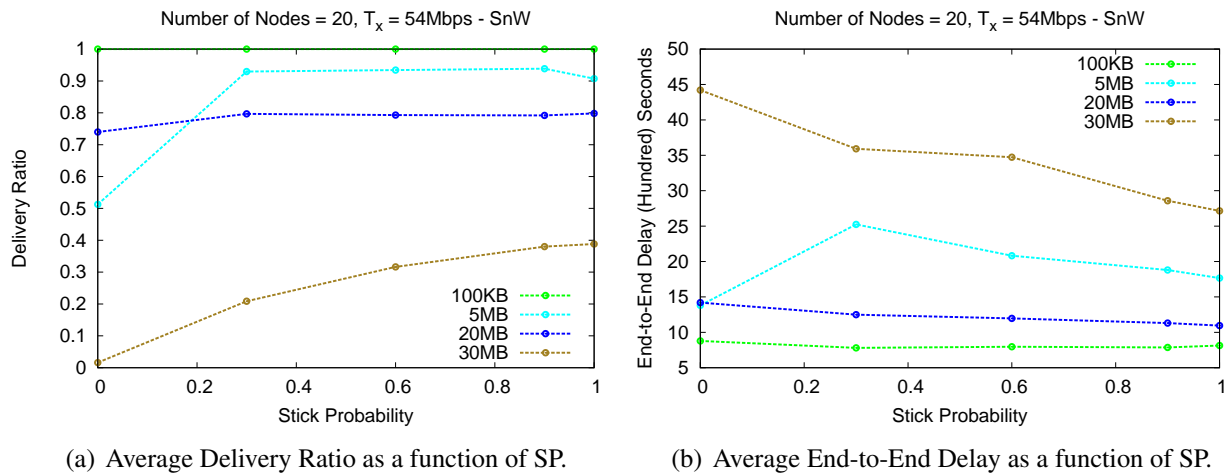 Number of Nodes = 20, T_x = 54Mbps - SnW
Delivery Ratio
1
0.9
0.8
0.7
0.6
0.5
0.4
0.3
0.2
0.1
0
100KB
5MB
20MB
30MB
0 0.2 0.4 0.6 0.8 1
Stick Probability
(a) Average Delivery Ratio as a function of SP.
Number of Nodes = 20, T_x = 54Mbps - SnW
End-to-End Delay (Hundred) Seconds
50
45
40
35
30
25
20
15
10
5
100KB
5MB
20MB
30MB
0 0.2 0.4 0.6 0.8 1
Stick Probability
(b) Average End-to-End Delay as a function of SP.